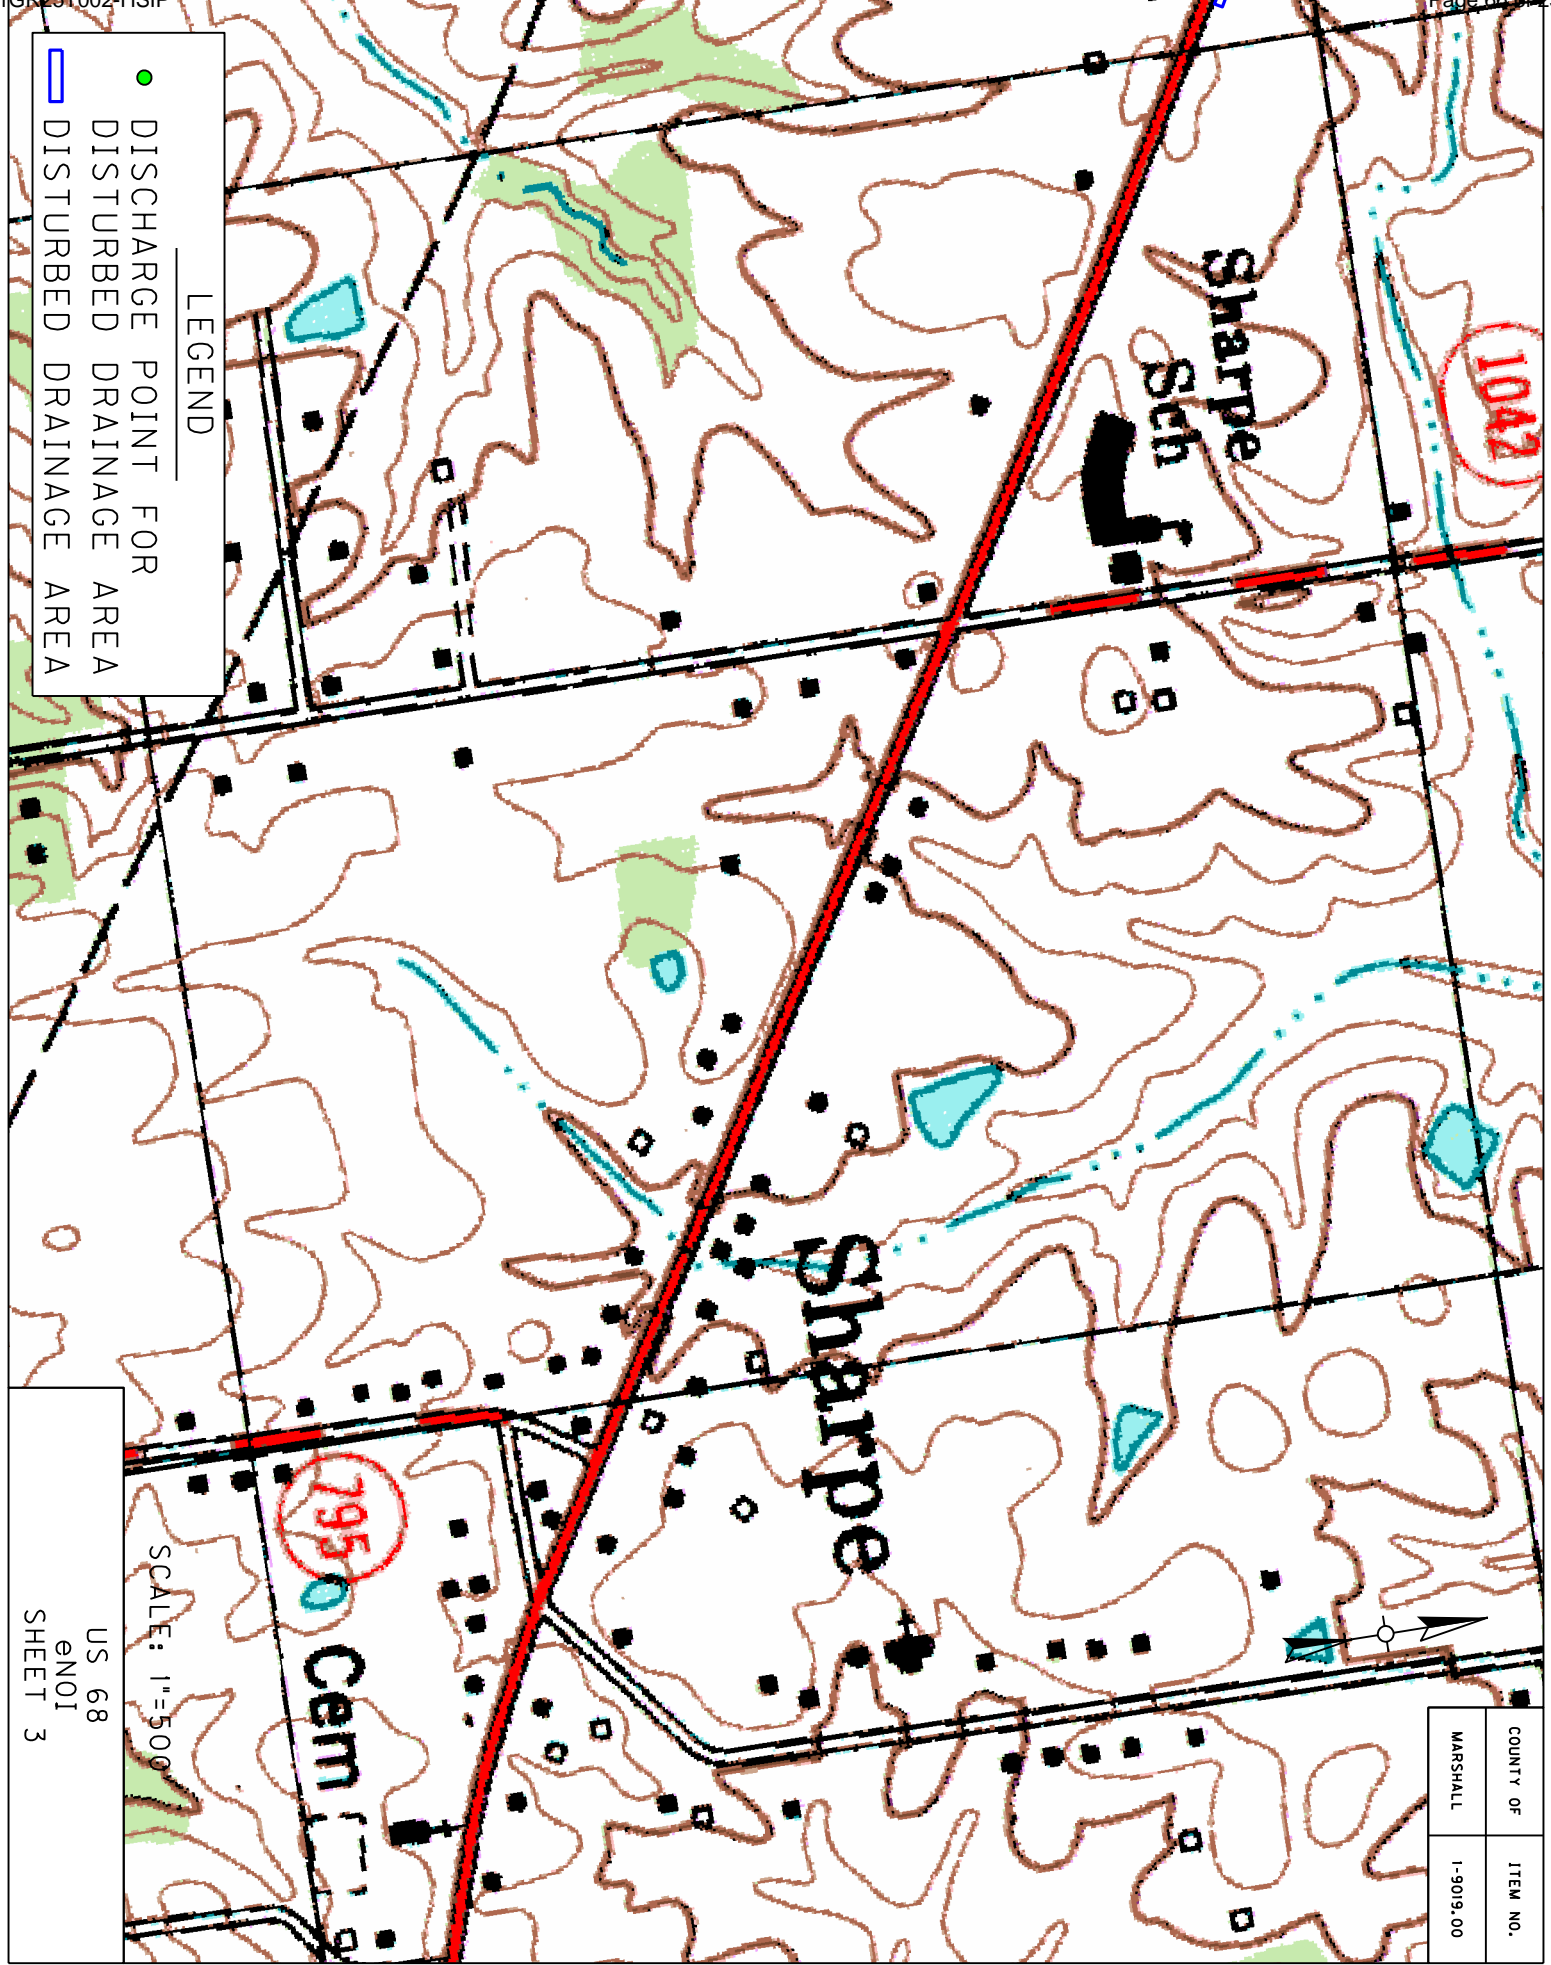 LEGEND
DISCHARGE POINT FOR
DISTURBED DRAINAGE AREA
DISTURBED DRAINAGE AREA
1042
Sharpe
Sch
Sharpe
795
Cem
SCALE: 1"=500'
US 68
eNOI
SHEET 3
COUNTY OF
ITEM NO.
MARSHALL
1-9019.00